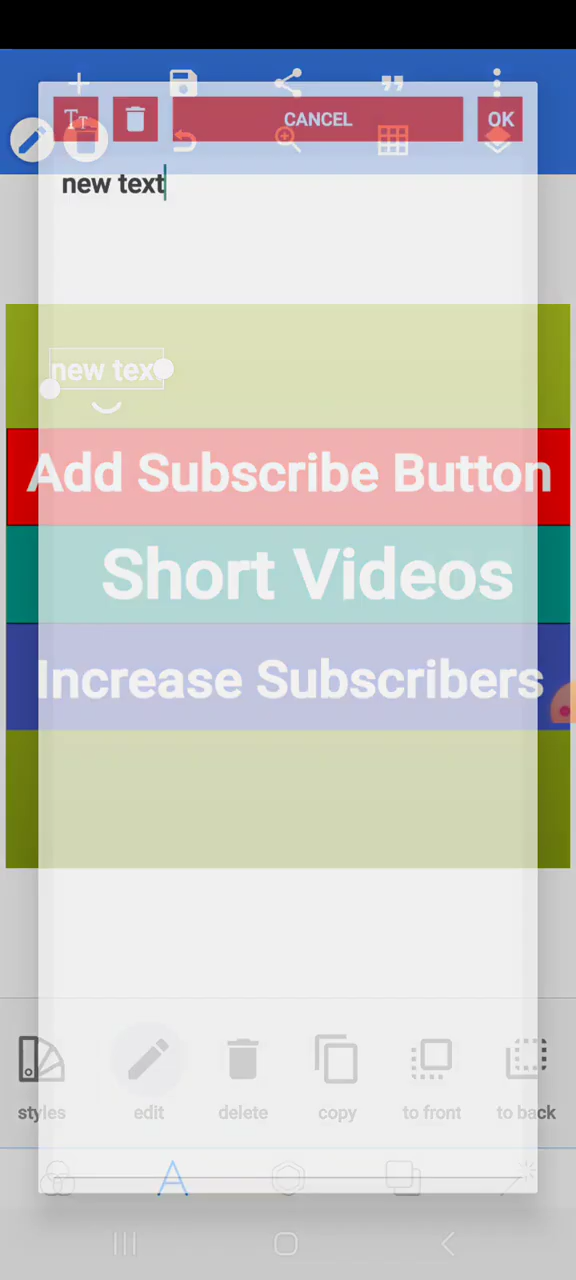 CANCEL
OK
new text
new tex
Add Subscribe Button
Short Videos
Increase Subscribers
styles
edit
delete
copy
to front
to back